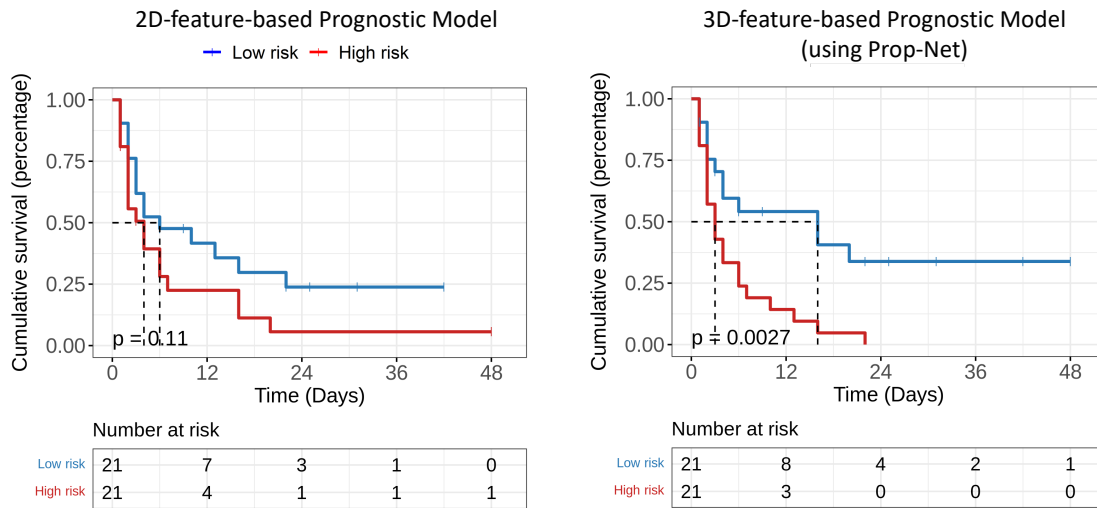 2D-feature-based Prognostic Model
Low risk High risk
Cumulative survival (percentage)
1.00
0.75
0.50
0.25
0.00
p = 0.11
0 12 24 36 48
Time (Days)
Number at risk
Low risk 21 7 3 1 0
High risk 21 4 1 1 1
3D-feature-based Prognostic Model
(using Prop-Net)
Cumulative survival (percentage)
1.00
0.75
0.50
0.25
0.00
p = 0.0027
0 12 24 36 48
Time (Days)
Number at risk
Low risk 21 8 4 2 1
High risk 21 3 0 0 0